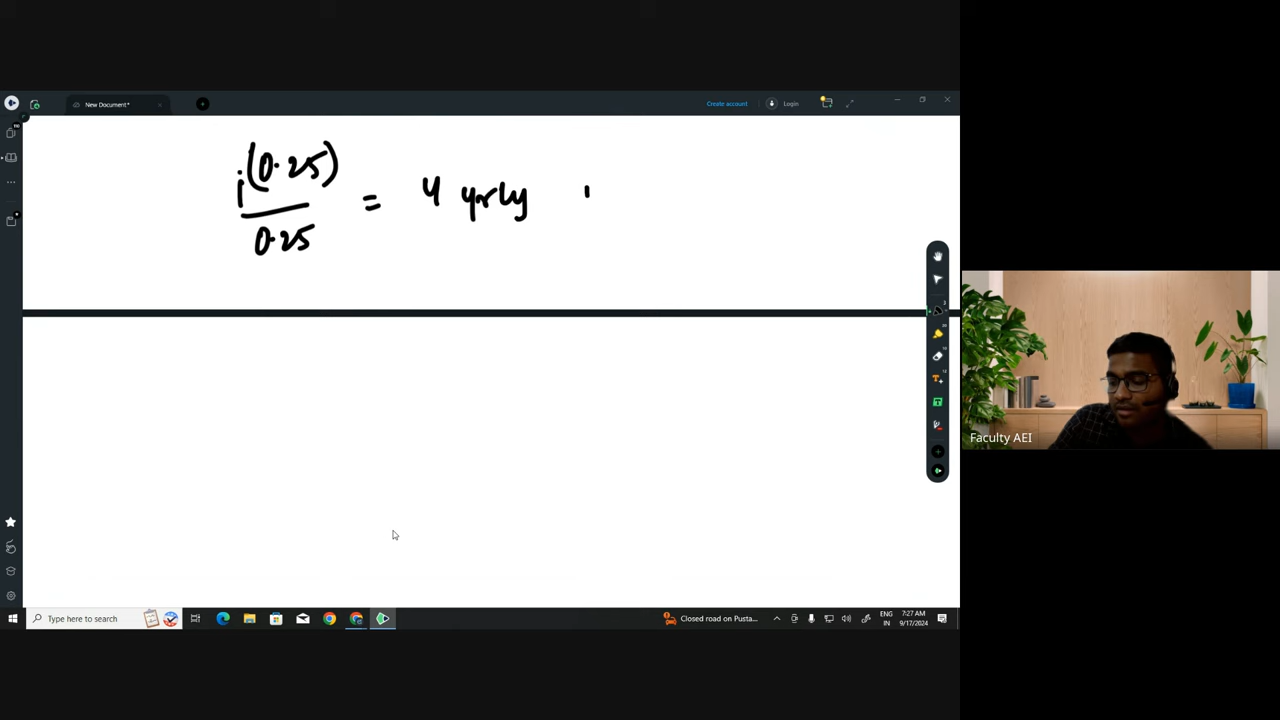 New Document*
Create account
Login
i^(0.25)/0.25 = 4 yrly
Faculty AEI
Type here to search
Closed road on Pusta...
ENG
IN
7:27 AM
9/17/2024